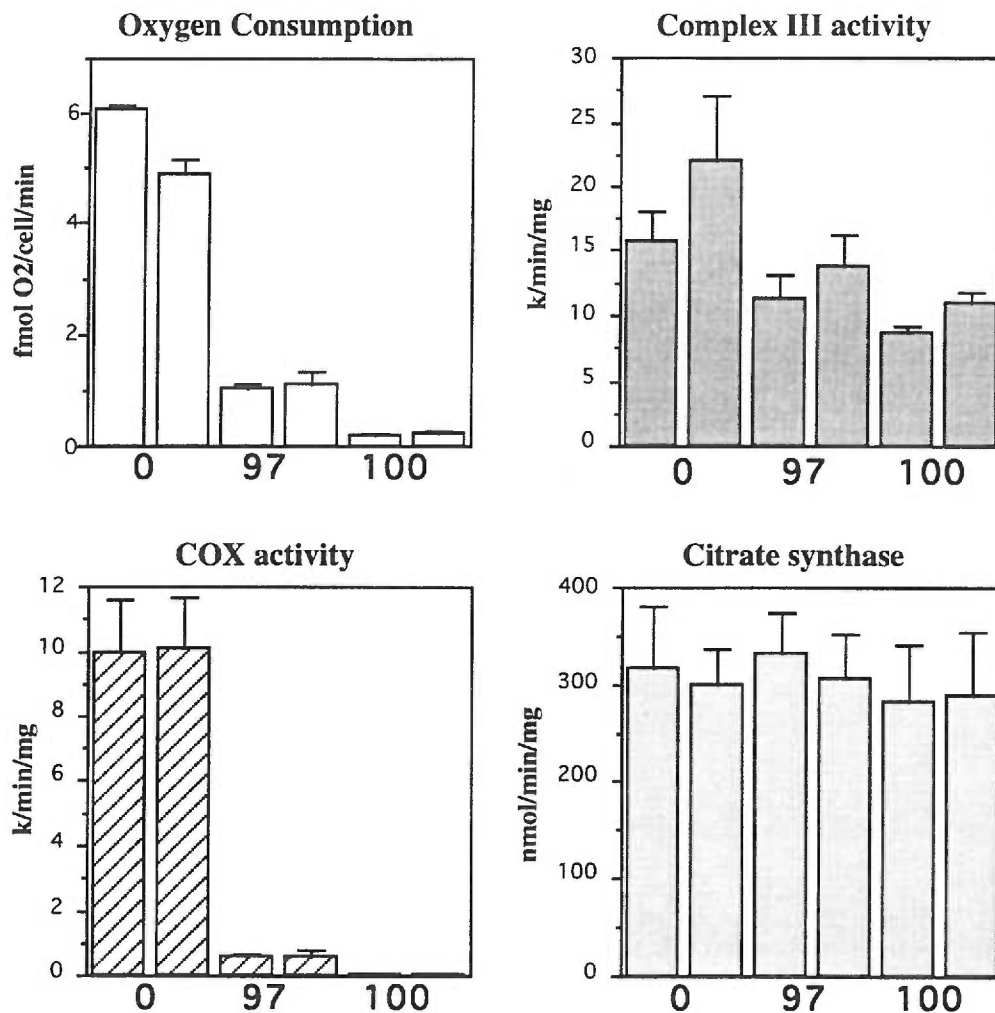 Oxygen Consumption
fmol O2/cell/min
6
4
2
0
0 97 100
Complex III activity
k/min/mg
30
25
20
15
10
5
0
0 97 100
COX activity
k/min/mg
12
10
8
6
4
2
0
0 97 100
Citrate synthase
nmol/min/mg
400
300
200
100
0
0 97 100